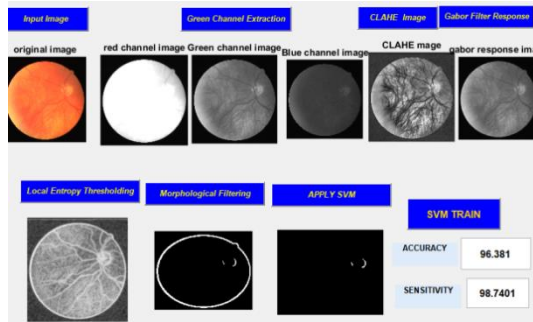 Input Image
Green Channel Extraction
CLAHE Image
Gabor Filter Response
original image
red channel image
Green channel image
Blue channel image
CLAHE mage
gabor response ima
Local Entropy Thresholding
Morphological Filtering
APPLY SVM
SVM TRAIN
ACCURACY
96.381
SENSITIVITY
98.7401